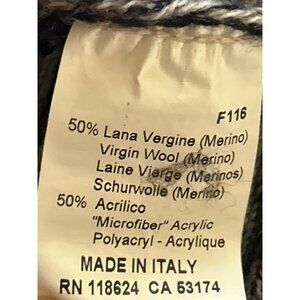 F116
50% Lana Vergine (Merino)
Virgin Wool (Merino)
Laine Vierge (Merinos)
Schurwolle (Merino)
50% Acrilico
"Microfiber" Acrylic
Polyacryl - Acrylique
MADE IN ITALY
RN 118624 CA 53174